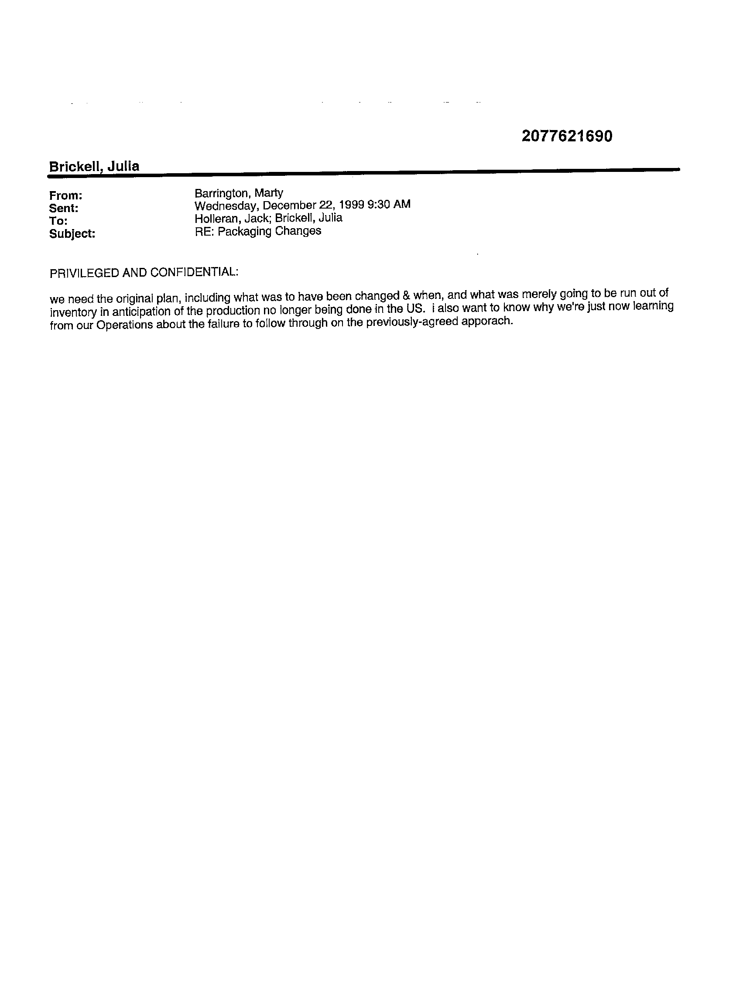 2077621690
Brickell, Julia
From: Barrington, Marty
Sent: Wednesday, December 22, 1999 9:30 AM
To: Holleran, Jack; Brickell, Julia
Subject: RE: Packaging Changes
PRIVILEGED AND CONFIDENTIAL:
we need the original plan, including what was to have been changed & when, and what was merely going to be run out of
inventory in anticipation of the production no longer being done in the US. i also want to know why we're just now learning
from our Operations about the failure to follow through on the previously-agreed apporach.